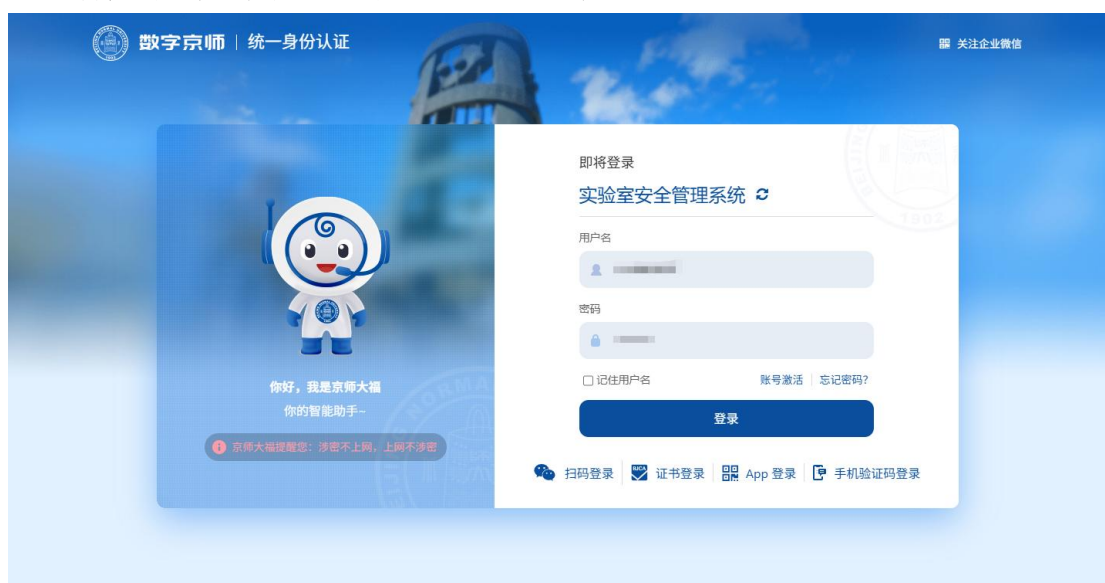 数字京师 | 统一身份认证
关注企业微信
即将登录
实验室安全管理系统
用户名
密码
记住用户名
账号激活 | 忘记密码?
登录
扫码登录 | 证书登录 | App 登录 | 手机验证码登录
你好，我是京师大福
你的智能助手~
京师大福提醒您：涉密不上网，上网不涉密
1902